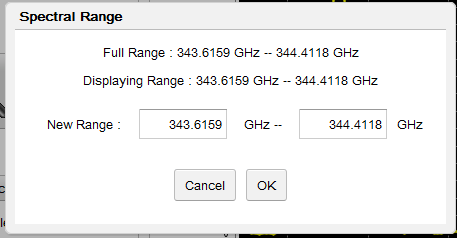 Spectral Range
Full Range : 343.6159 GHz -- 344.4118 GHz
Displaying Range : 343.6159 GHz -- 344.4118 GHz
New Range : 343.6159 GHz -- 344.4118 GHz
Cancel OK